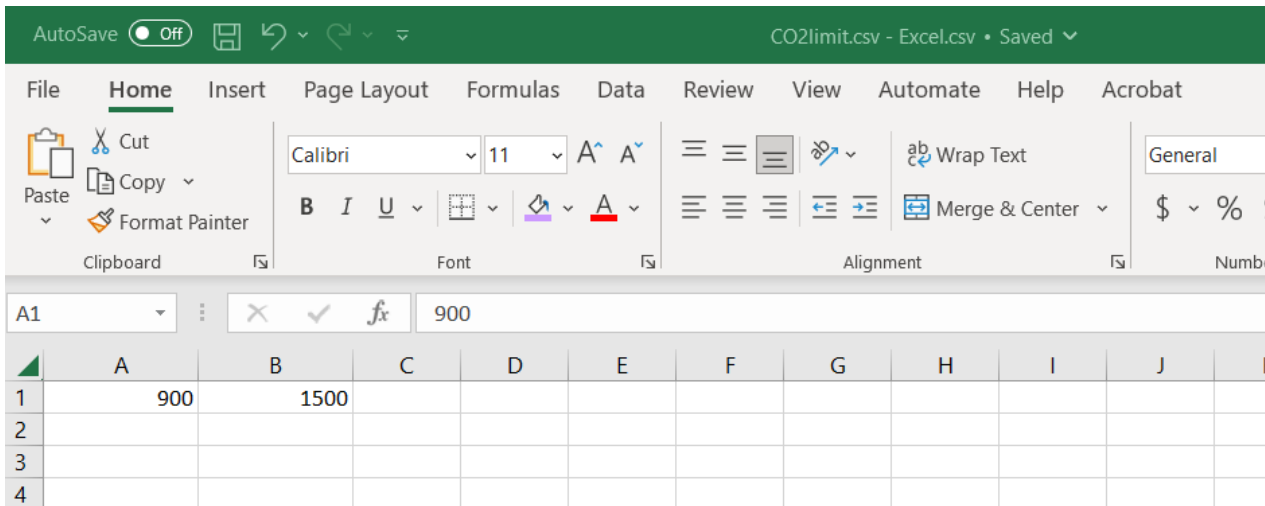 AutoSave Off CO2limit.csv - Excel.csv • Saved
File Home Insert Page Layout Formulas Data Review View Automate Help Acrobat
Cut
Calibri 11 A A ab Wrap Text General
Copy
Paste
B I U A Merge & Center $ %
Format Painter
Clipboard Font Alignment Numb
A1 fx 900
A B C D E F G H I J
1 900 1500
2
3
4